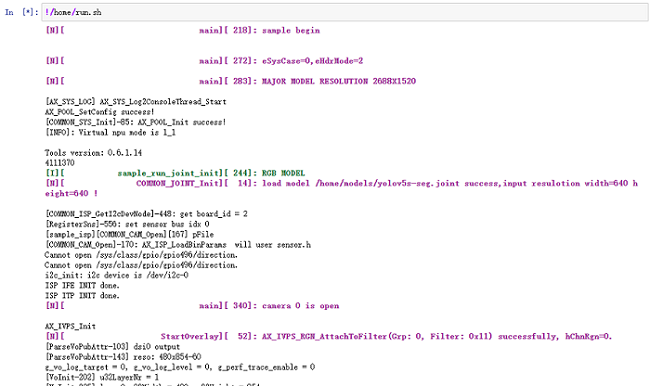 In [*]: !/home/run.sh
[N][ main][ 218]: sample begin
[N][ main][ 272]: eSysCase=0,eHdrMode=2
[N][ main][ 283]: MAJOR MODEL RESOLUTION 2688X1520
[AX_SYS_LOG] AX_SYS_Log2ConsoleThread_Start
AX_POOL_SetConfig success!
[COMMON_SYS_Init]-85: AX_POOL_Init success!
[INFO]: Virtual npu mode is 1_1
Tools version: 0.6.1.14
4111370
[I][ sample_run_joint_init][ 244]: RGB MODEL
[N][ COMMON_JOINT_Init][ 14]: load model /home/models/yolov5s-seg.joint success,input resulotion width=640 h
eight=640 !
[COMMON_ISP_GetI2cDevNode]-448: get board_id = 2
[RegisterSns]-556: set sensor bus idx 0
[sample_isp][COMMON_CAM_Open][167] pFile
[COMMON_CAM_Open]-170: AX_ISP_LoadBinParams will user sensor.h
Cannot open /sys/class/gpio/gpio496/direction.
Cannot open /sys/class/gpio/gpio496/direction.
i2c_init: i2c device is /dev/i2c-0
ISP IFE INIT done.
ISP ITP INIT done.
[N][ main][ 340]: camera 0 is open
AX_IVPS_Init
[N][ StartOverlay][ 52]: AX_IVPS_RGN_AttachToFilter(Grp: 0, Filter: 0x11) successfully, hChnRgn=0.
[ParseVoPubAttr-103] dsi0 output
[ParseVoPubAttr-143] reso: 480x854-60
g_vo_log_target = 0, g_vo_log_level = 0, g_perf_trace_enable = 0
[VoInit-202] u32LayerNr = 1